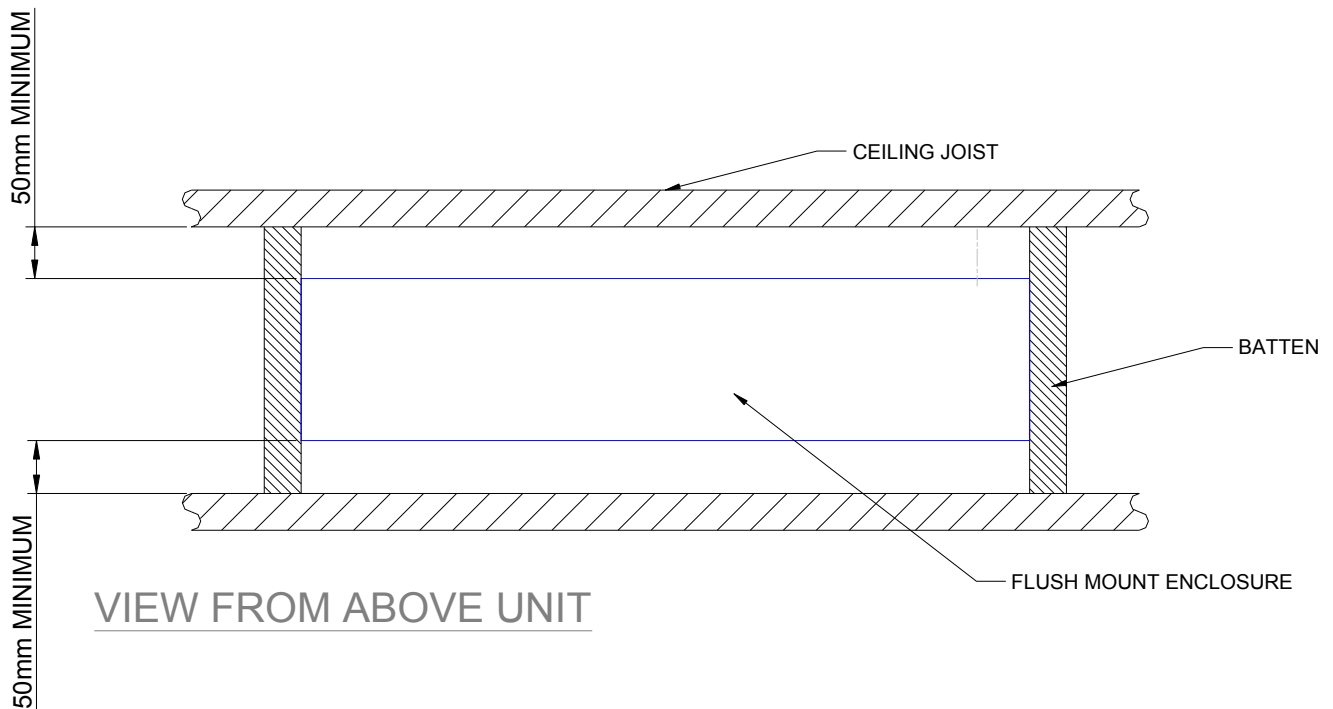 50mm MINIMUM
CEILING JOIST
BATTEN
50mm MINIMUM
FLUSH MOUNT ENCLOSURE
VIEW FROM ABOVE UNIT